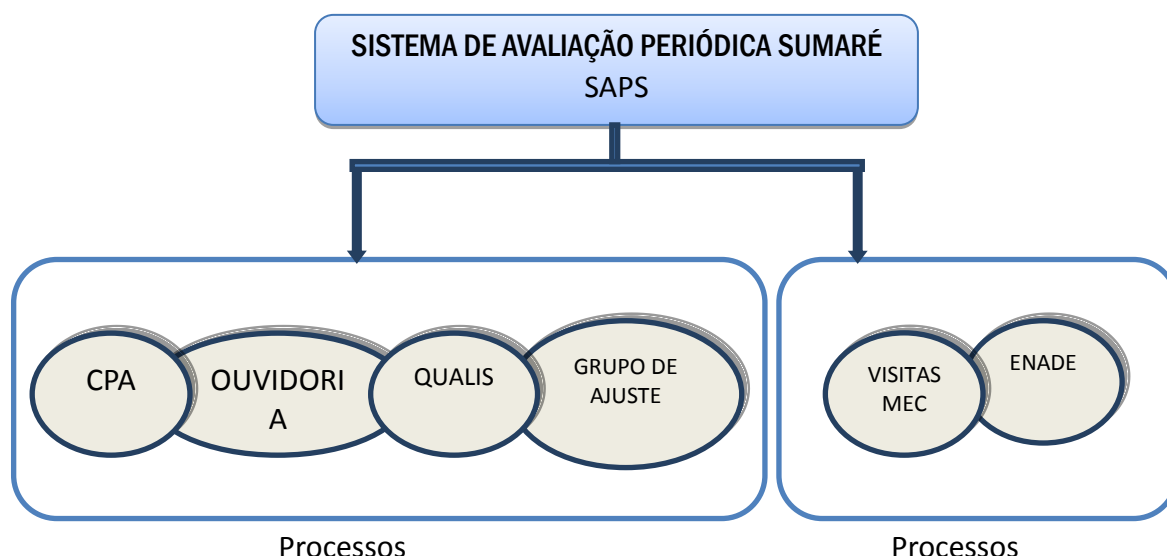 SISTEMA DE AVALIAÇÃO PERIÓDICA SUMARÉ
SAPS
CPA
OUVIDORI
A
QUALIS
GRUPO DE
AJUSTE
VISITAS
MEC
ENADE
Processos
Processos